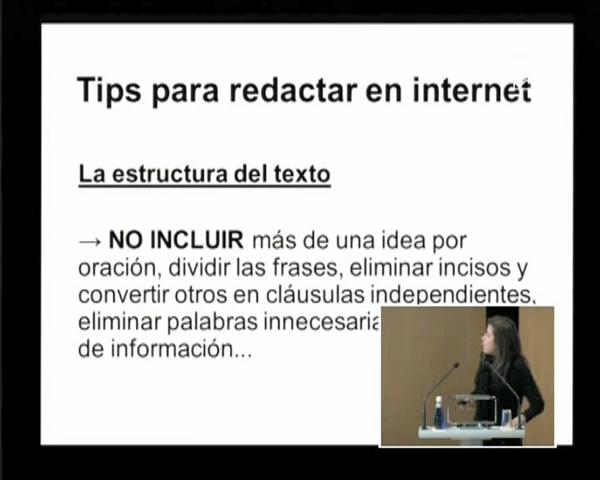 Tips para redactar en internet
La estructura del texto
→ NO INCLUIR más de una idea por
oración, dividir las frases, eliminar incisos y
convertir otros en cláusulas independientes,
eliminar palabras
de información...